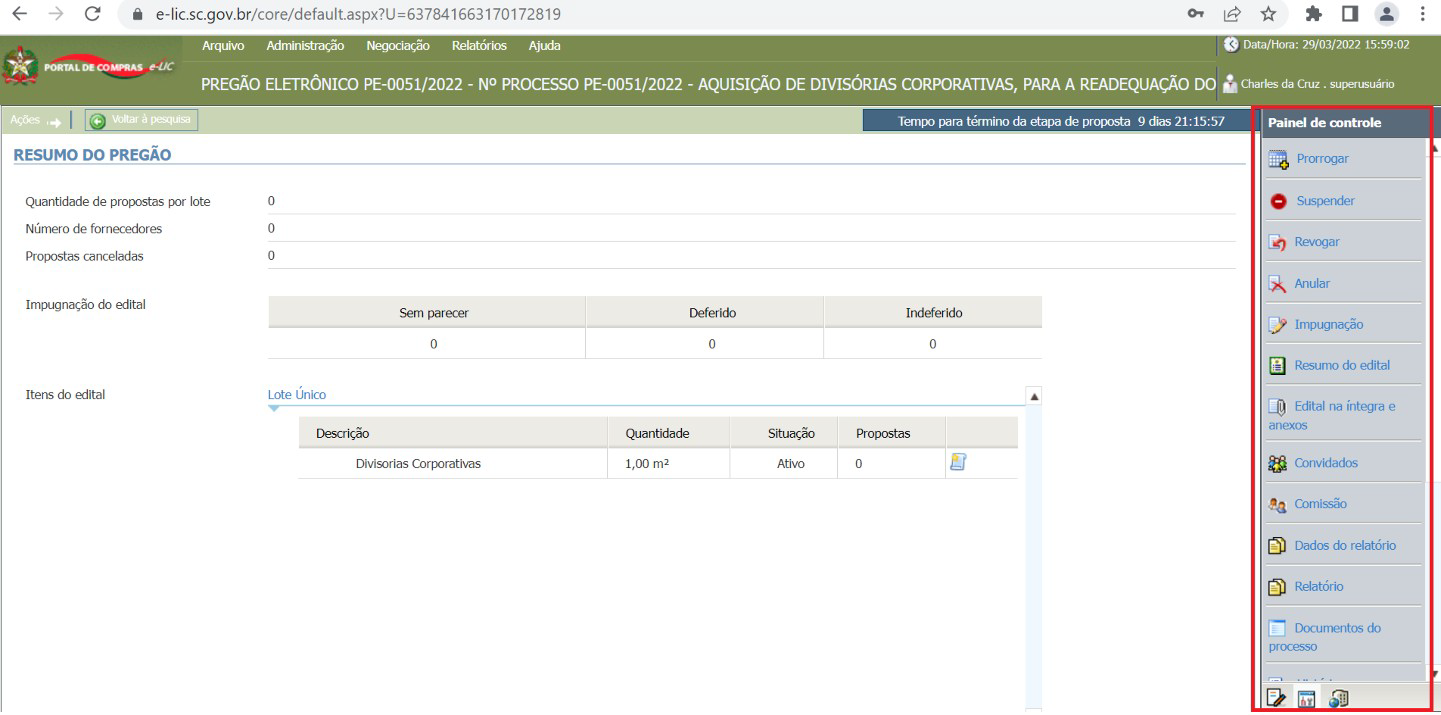 e-lic.sc.gov.br/core/default.aspx?U=637841663170172819
PORTAL DE COMPRAS e-LIC
Arquivo Administração Negociação Relatórios Ajuda
Data/Hora: 29/03/2022 15:59:02
PREGÃO ELETRÔNICO PE-0051/2022 - Nº PROCESSO PE-0051/2022 - AQUISIÇÃO DE DIVISÓRIAS CORPORATIVAS, PARA A READEQUAÇÃO DO
Charles da Cruz . superusuário
Ações Voltar à pesquisa
Tempo para término da etapa de proposta 9 dias 21:15:57
RESUMO DO PREGÃO
Quantidade de propostas por lote 0
Número de fornecedores 0
Propostas canceladas 0
Impugnação do edital
Sem parecer Deferido Indeferido
0 0 0
Itens do edital
Lote Único
Descrição Quantidade Situação Propostas
Divisorias Corporativas 1,00 m² Ativo 0
Painel de controle
Prorrogar
Suspender
Revogar
Anular
Impugnação
Resumo do edital
Edital na íntegra e
anexos
Convidados
Comissão
Dados do relatório
Relatório
Documentos do
processo